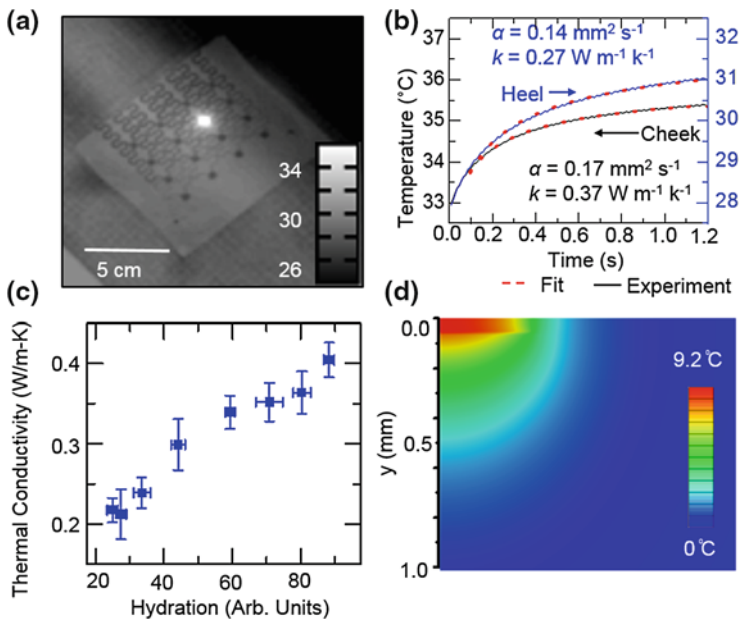 (a)
34
30
26
5 cm
(b)
Temperature (°C)
37
36
35
34
33
32
31
30
29
28
α = 0.14 mm² s⁻¹
k = 0.27 W m⁻¹ k⁻¹
Heel
Cheek
α = 0.17 mm² s⁻¹
k = 0.37 W m⁻¹ k⁻¹
0.0 0.2 0.4 0.6 0.8 1.0 1.2
Time (s)
Fit Experiment
(c)
Thermal Conductivity (W/m-K)
0.4
0.3
0.2
20 40 60 80
Hydration (Arb. Units)
(d)
y (mm)
0.0
0.5
1.0
9.2°C
0°C